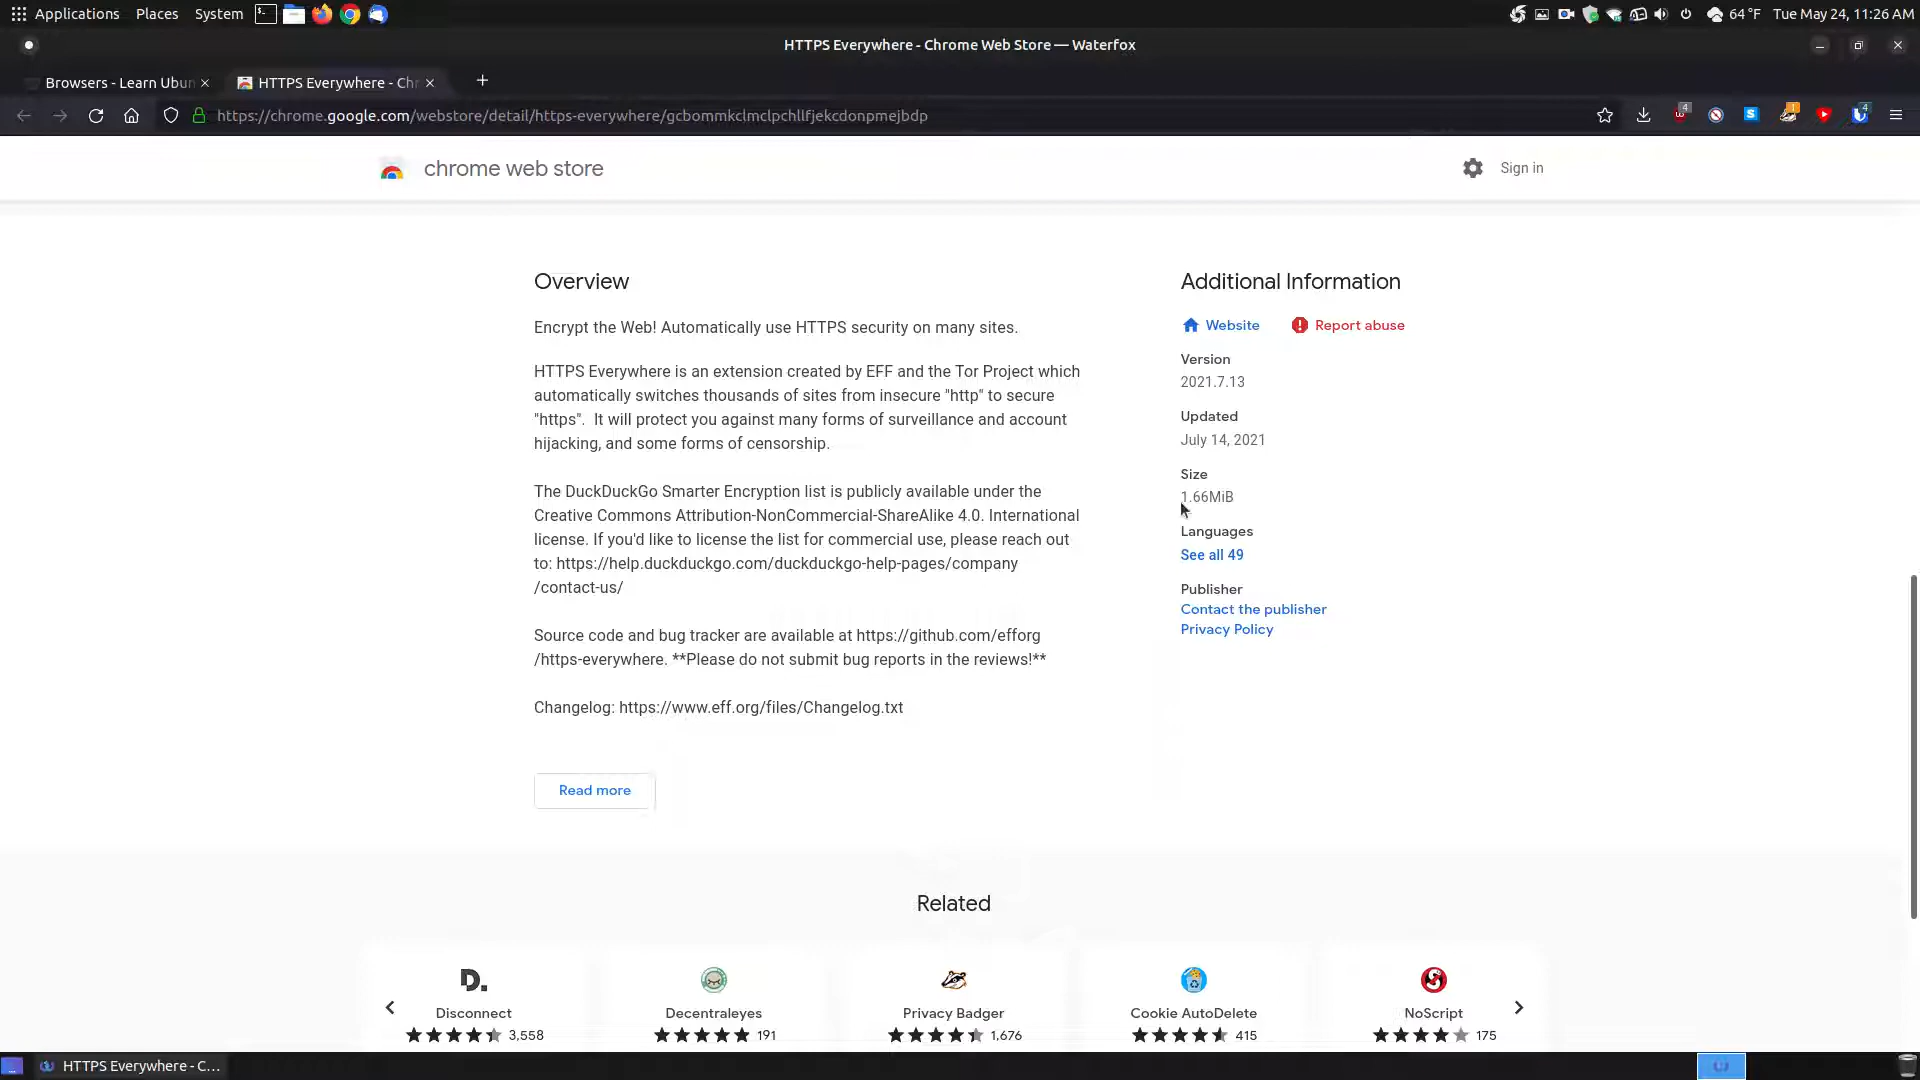 Applications Places System
64 °F Tue May 24, 11:26 AM
HTTPS Everywhere - Chrome Web Store — Waterfox
Browsers - Learn Ubun
HTTPS Everywhere - Chr
https://chrome.google.com/webstore/detail/https-everywhere/gcbommkclmclpchllfjekcdonpmejbdp
4
1
4
chrome web store
Sign in
Overview
Encrypt the Web! Automatically use HTTPS security on many sites.
HTTPS Everywhere is an extension created by EFF and the Tor Project which
automatically switches thousands of sites from insecure "http" to secure
"https".  It will protect you against many forms of surveillance and account
hijacking, and some forms of censorship.
The DuckDuckGo Smarter Encryption list is publicly available under the
Creative Commons Attribution-NonCommercial-ShareAlike 4.0. International
license. If you'd like to license the list for commercial use, please reach out
to: https://help.duckduckgo.com/duckduckgo-help-pages/company
/contact-us/
Source code and bug tracker are available at https://github.com/efforg
/https-everywhere. **Please do not submit bug reports in the reviews!**
Changelog: https://www.eff.org/files/Changelog.txt
Read more
Additional Information
Website
Report abuse
Version
2021.7.13
Updated
July 14, 2021
Size
1.66MiB
Languages
See all 49
Publisher
Contact the publisher
Privacy Policy
Related
D.
Disconnect
3,558
Decentraleyes
191
Privacy Badger
1,676
Cookie AutoDelete
415
NoScript
175
HTTPS Everywhere - C...